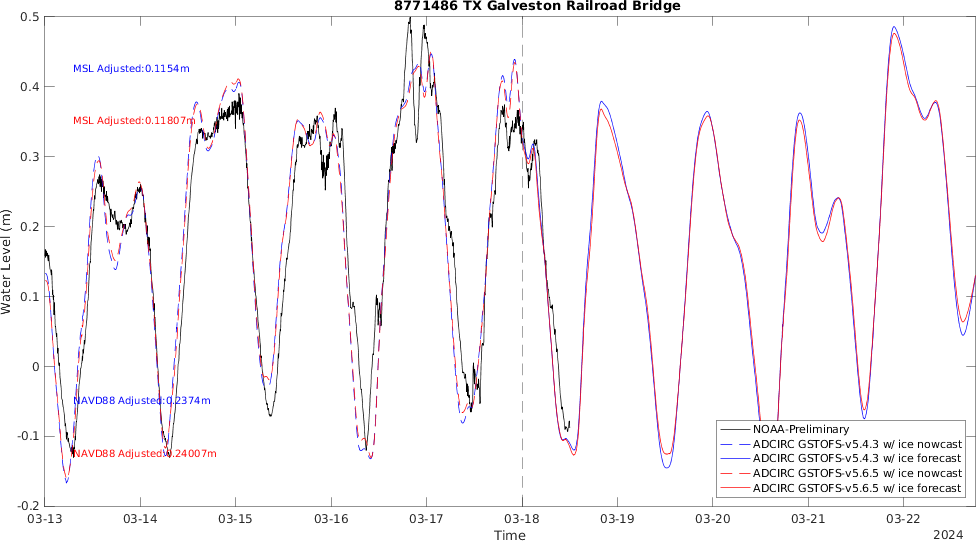 8771486 TX Galveston Railroad Bridge
0.5
0.4
0.3
0.2
0.1
0
-0.1
-0.2
Water Level (m)
MSL Adjusted:0.1154m
MSL Adjusted:0.11807m
NAVD88 Adjusted:0.2374m
NAVD88 Adjusted:0.24007m
NOAA-Preliminary
ADCIRC GSTOFS-v5.4.3 w/ ice nowcast
ADCIRC GSTOFS-v5.4.3 w/ ice forecast
ADCIRC GSTOFS-v5.6.5 w/ ice nowcast
ADCIRC GSTOFS-v5.6.5 w/ ice forecast
03-13 03-14 03-15 03-16 03-17 03-18 03-19 03-20 03-21 03-22
Time
2024